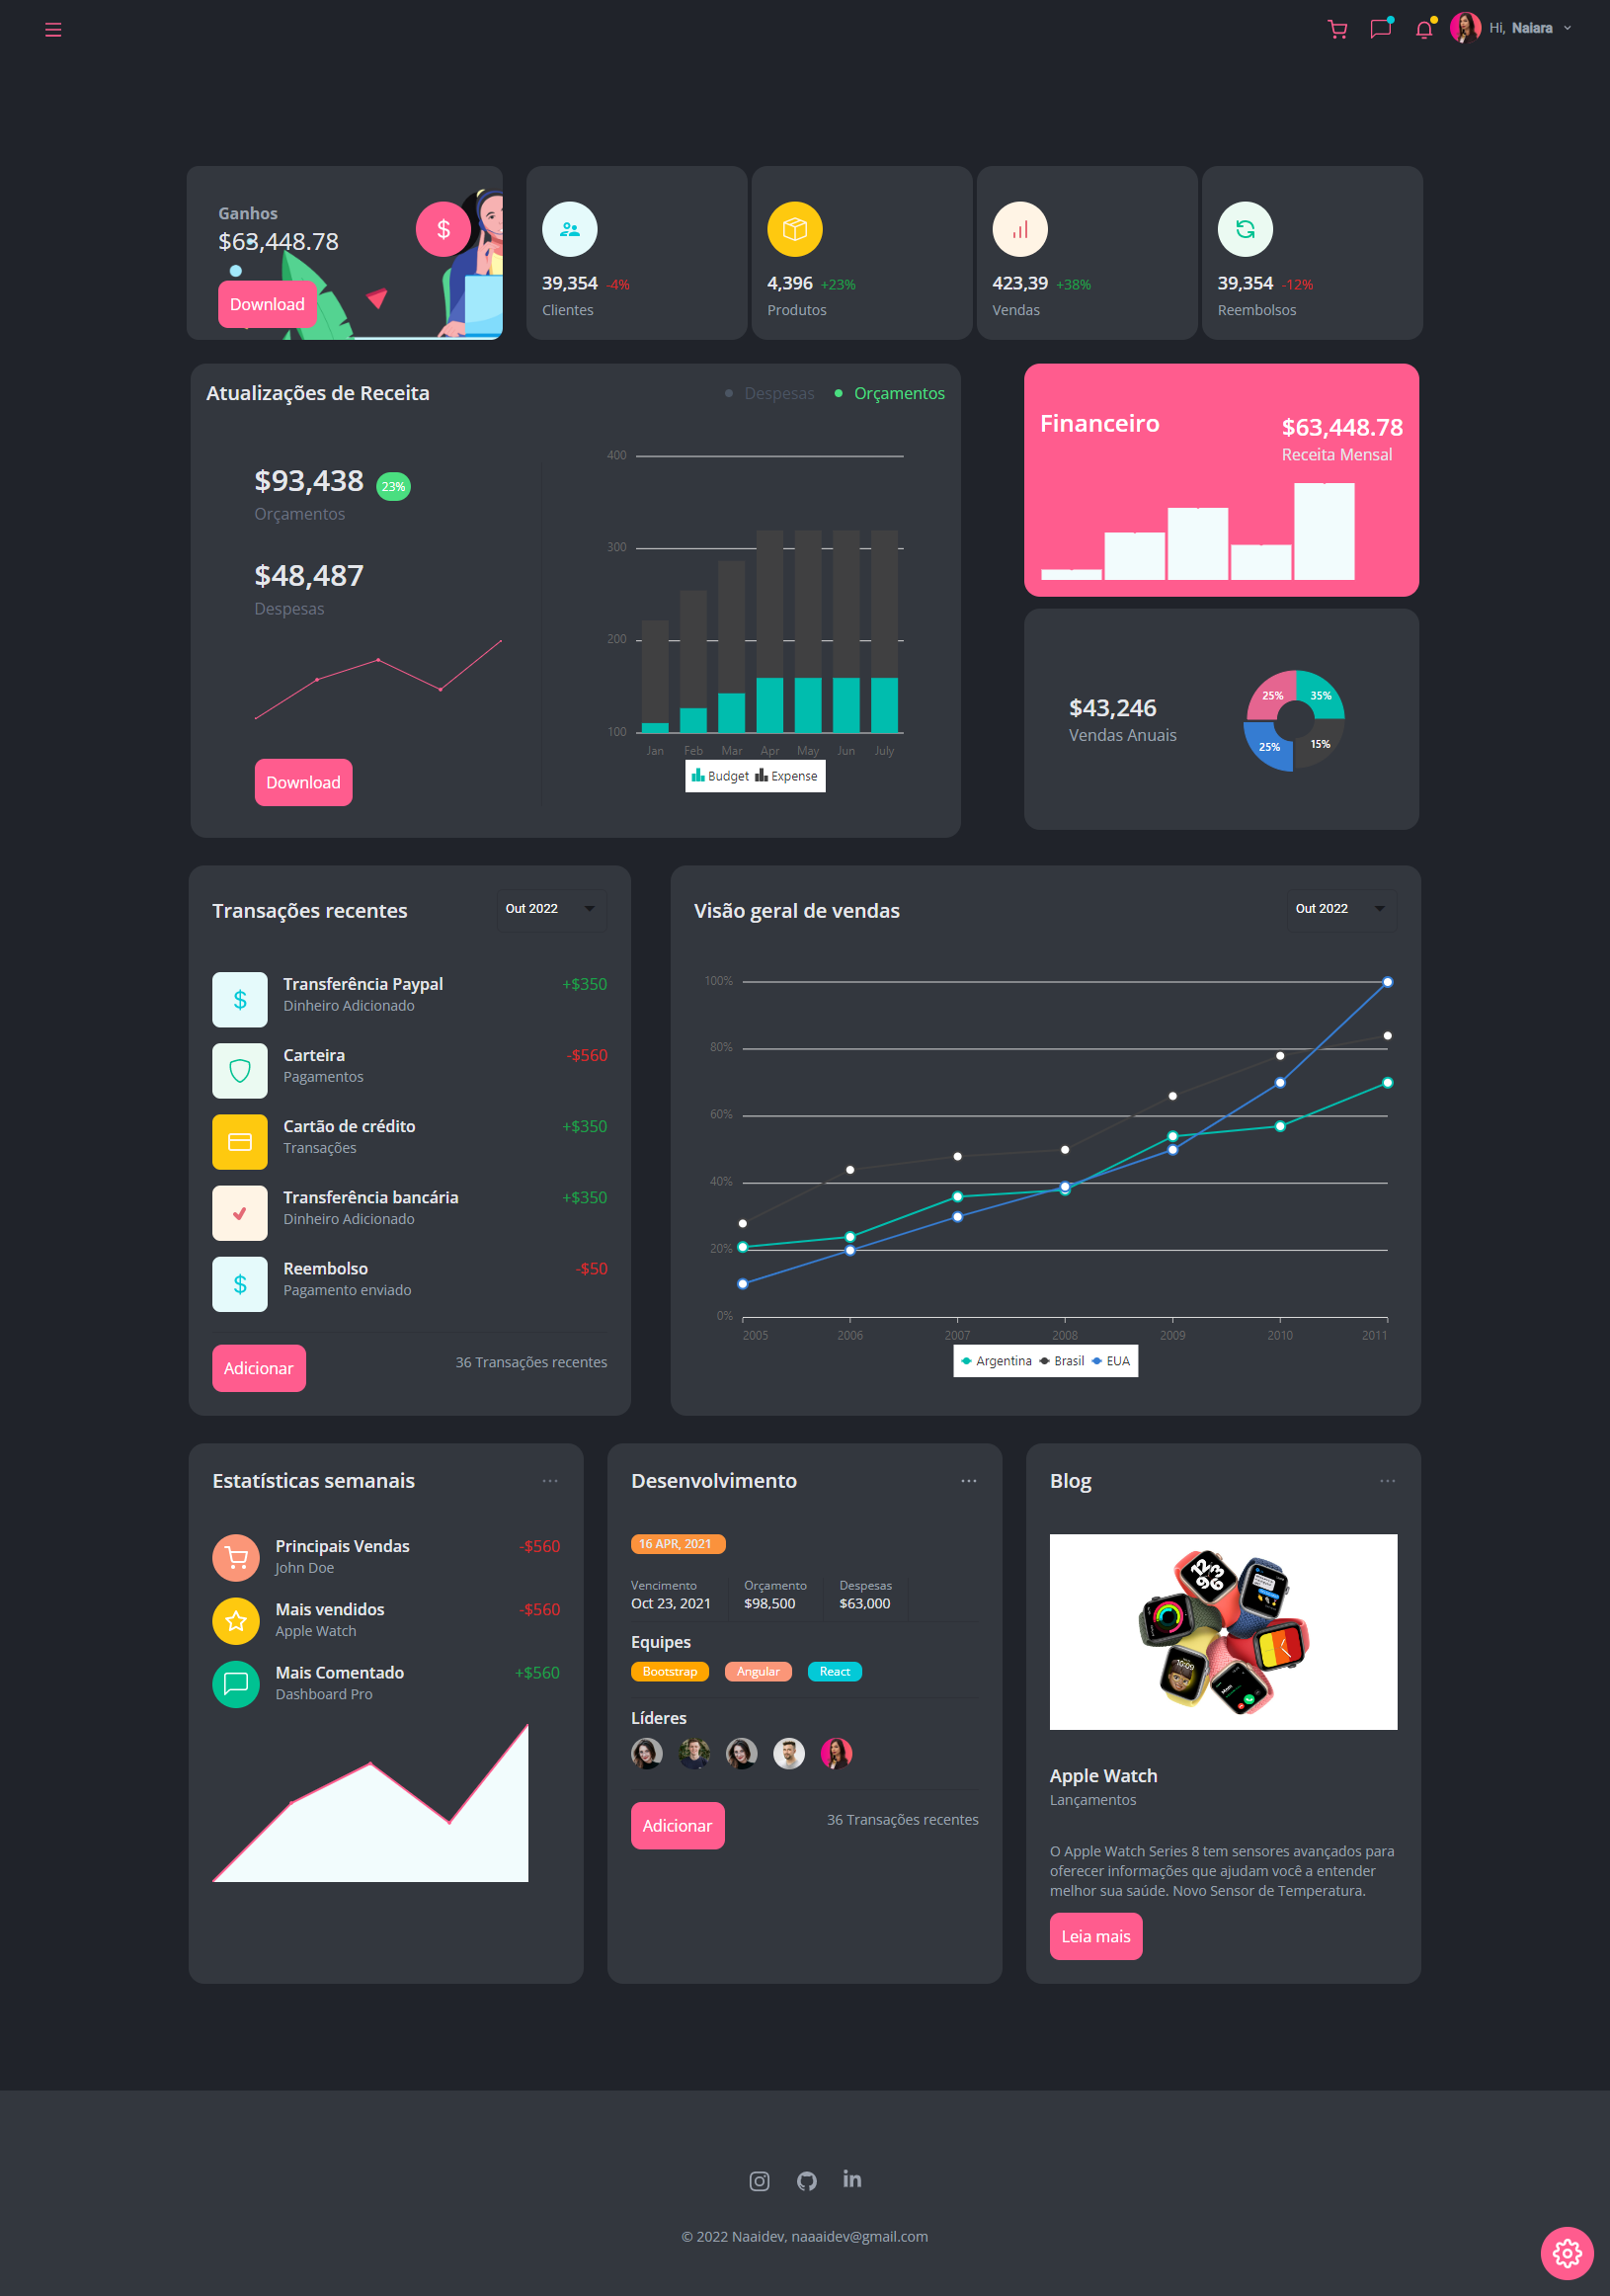 Hi, Naiara
Ganhos
$63,448.78
Download
39,354 -4%
Clientes
4,396 +23%
Produtos
423,39 +38%
Vendas
39,354 -12%
Reembolsos
Atualizações de Receita
Despesas
Orçamentos
$93,438 23%
Orçamentos
$48,487
Despesas
Download
400
300
200
100
Jan Feb Mar Apr May Jun July
Budget Expense
Financeiro
$63,448.78
Receita Mensal
$43,246
Vendas Anuais
25% 35%
25% 15%
Transações recentes
Out 2022
Transferência Paypal +$350
Dinheiro Adicionado
Carteira -$560
Pagamentos
Cartão de crédito +$350
Transações
Transferência bancária +$350
Dinheiro Adicionado
Reembolso -$50
Pagamento enviado
Adicionar
36 Transações recentes
Visão geral de vendas
Out 2022
100%
80%
60%
40%
20%
0%
2005 2006 2007 2008 2009 2010 2011
Argentina Brasil EUA
Estatísticas semanais ...
Principais Vendas -$560
John Doe
Mais vendidos -$560
Apple Watch
Mais Comentado +$560
Dashboard Pro
Desenvolvimento ...
16 APR, 2021
Vencimento Orçamento Despesas
Oct 23, 2021 $98,500 $63,000
Equipes
Bootstrap Angular React
Líderes
Adicionar
36 Transações recentes
Blog ...
Apple Watch
Lançamentos
O Apple Watch Series 8 tem sensores avançados para
oferecer informações que ajudam você a entender
melhor sua saúde. Novo Sensor de Temperatura.
Leia mais
© 2022 Naaidev, naaaidev@gmail.com